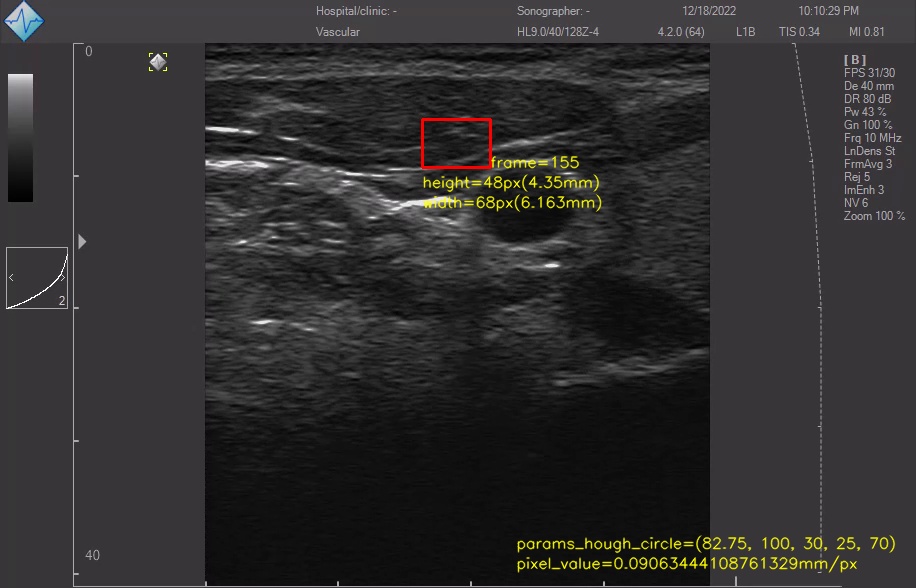 Hospital/clinic: - Sonographer: - 12/18/2022 10:10:29 PM
Vascular HL9.0/40/128Z-4 4.2.0 (64) L1B TIS 0.34 MI 0.81
0
[ B ]
FPS 31/30
De 40 mm
DR 80 dB
Pw 43 %
Gn 100 %
Frq 10 MHz
LnDens St
FrmAvg 3
Rej 5
ImEnh 3
NV 6
Zoom 100 %
frame=155
height=48px(4.35mm)
width=68px(6.163mm)
2
40
params_hough_circle=(82.75, 100, 30, 25, 70)
pixel_value=0.09063444108761329mm/px